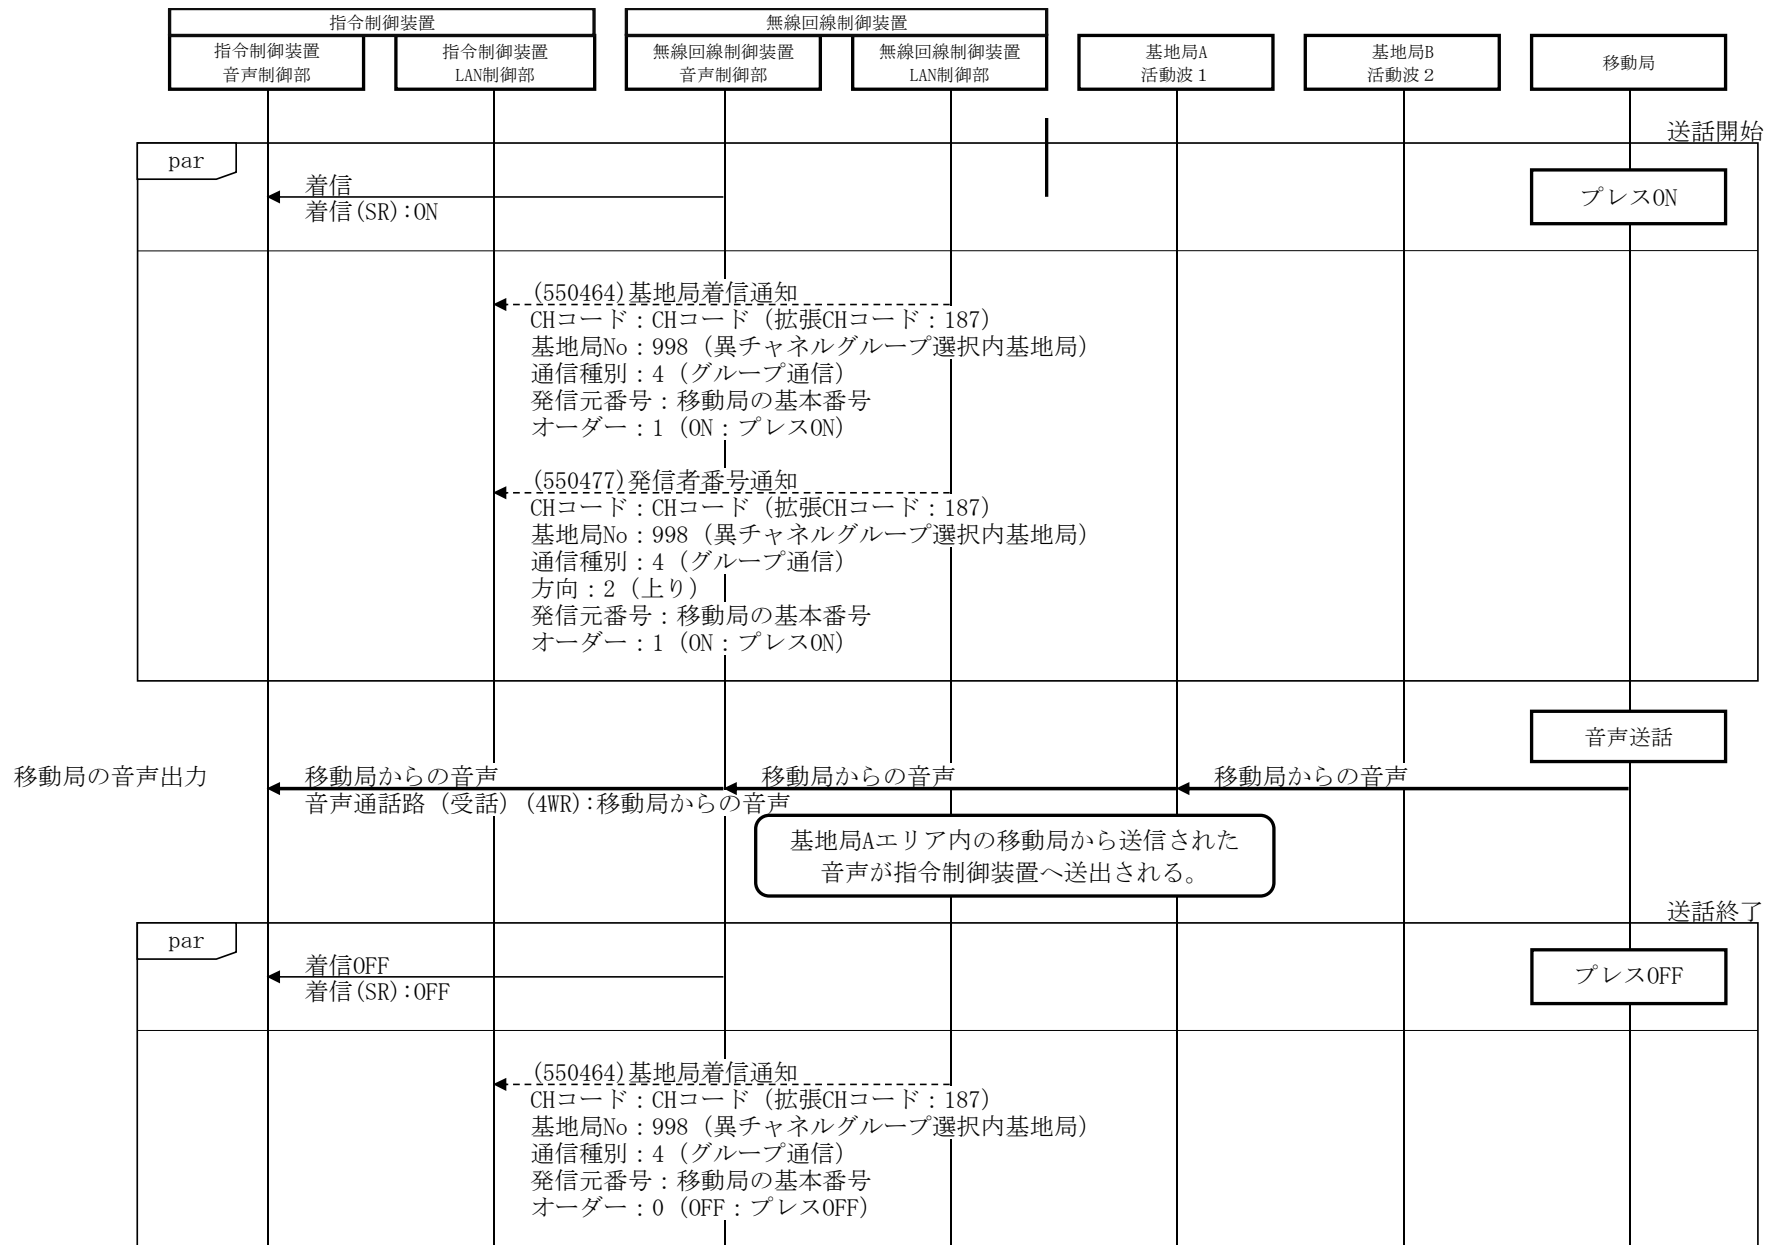 指令制御装置
無線回線制御装置
指令制御装置
音声制御部
指令制御装置
LAN制御部
無線回線制御装置
音声制御部
無線回線制御装置
LAN制御部
基地局A
活動波1
基地局B
活動波2
移動局
送話開始
par
プレスON
着信
着信(SR):ON
(550464)基地局着信通知
CHコード:CHコード (拡張CHコード:187)
基地局No:998 (異チャネルグループ選択内基地局)
通信種別:4 (グループ通信)
発信元番号:移動局の基本番号
オーダー:1 (ON:プレスON)
(550477)発信者番号通知
CHコード:CHコード (拡張CHコード:187)
基地局No:998 (異チャネルグループ選択内基地局)
通信種別:4 (グループ通信)
方向:2 (上り)
発信元番号:移動局の基本番号
オーダー:1 (ON:プレスON)
音声送話
移動局の音声出力
移動局からの音声
移動局からの音声
移動局からの音声
音声通話路 (受話) (4WR):移動局からの音声
基地局Aエリア内の移動局から送信された
音声が指令制御装置へ送出される。
送話終了
par
プレスOFF
着信OFF
着信(SR):OFF
(550464)基地局着信通知
CHコード:CHコード (拡張CHコード:187)
基地局No:998 (異チャネルグループ選択内基地局)
通信種別:4 (グループ通信)
発信元番号:移動局の基本番号
オーダー:0 (OFF:プレスOFF)